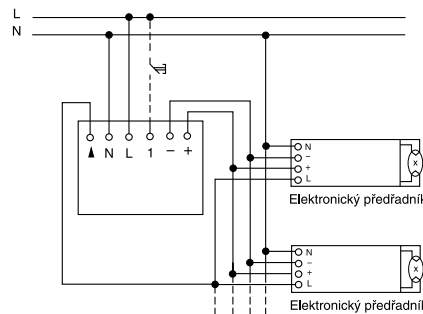 L
N
▲ N L 1 − +
N
−
+
L
x
Elektronický předřadník
N
−
+
L
x
Elektronický předřadník